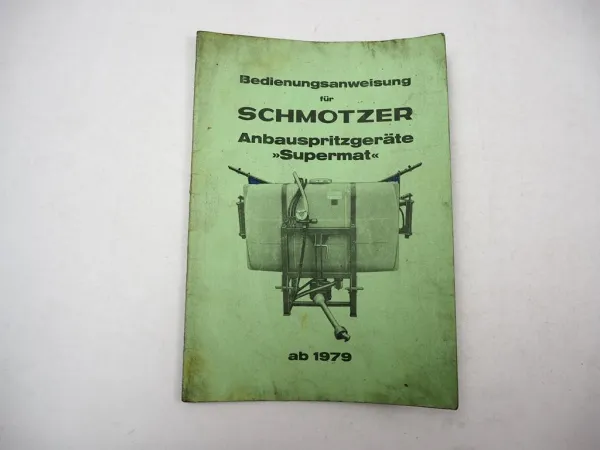 Bedienungsanweisung
für
SCHMOTZER
Anbauspritzgeräte
»Supermat«
ab 1979